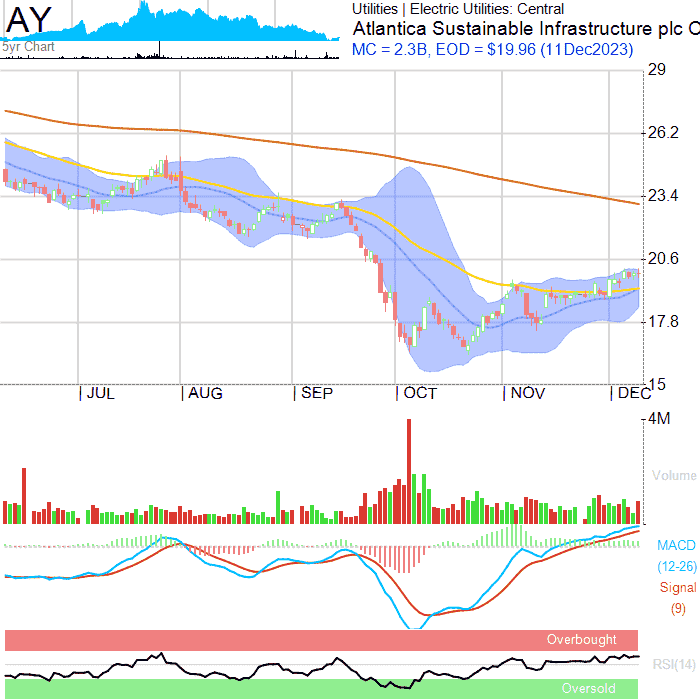 AY
5yr Chart
Utilities | Electric Utilities: Central
Atlantica Sustainable Infrastructure plc O
MC = 2.3B, EOD = $19.96 (11Dec2023)
29
26.2
23.4
20.6
17.8
15
JUL
AUG
SEP
OCT
NOV
DEC
4M
Volume
MACD
(12-26)
Signal
(9)
Overbought
RSI(14)
Oversold